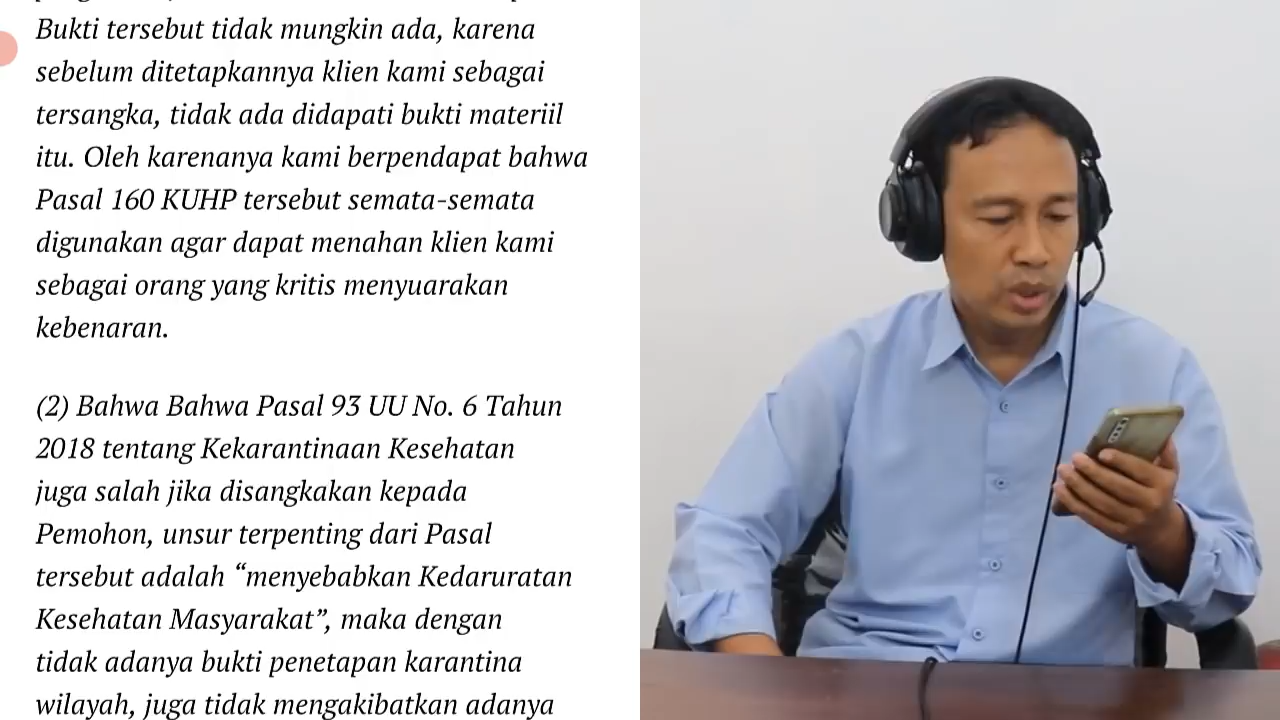 Bukti tersebut tidak mungkin ada, karena
sebelum ditetapkannya klien kami sebagai
tersangka, tidak ada didapati bukti materiil
itu. Oleh karenanya kami berpendapat bahwa
Pasal 160 KUHP tersebut semata-semata
digunakan agar dapat menahan klien kami
sebagai orang yang kritis menyuarakan
kebenaran.
(2) Bahwa Bahwa Pasal 93 UU No. 6 Tahun
2018 tentang Kekarantinaan Kesehatan
juga salah jika disangkakan kepada
Pemohon, unsur terpenting dari Pasal
tersebut adalah “menyebabkan Kedaruratan
Kesehatan Masyarakat”, maka dengan
tidak adanya bukti penetapan karantina
wilayah, juga tidak mengakibatkan adanya